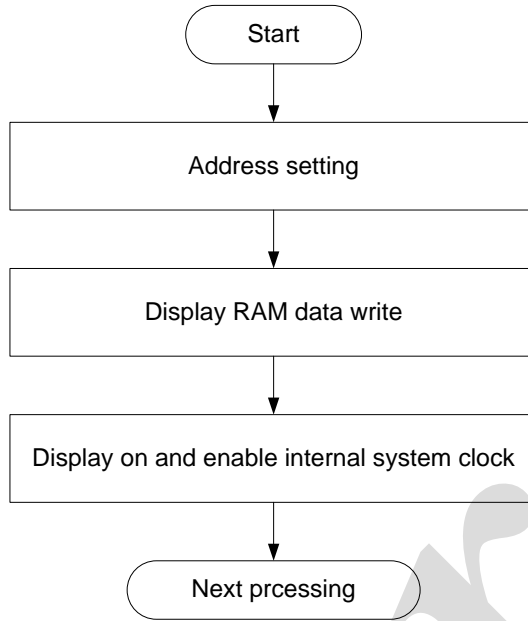 Start
Address setting
Display RAM data write
Display on and enable internal system clock
Next prcessing